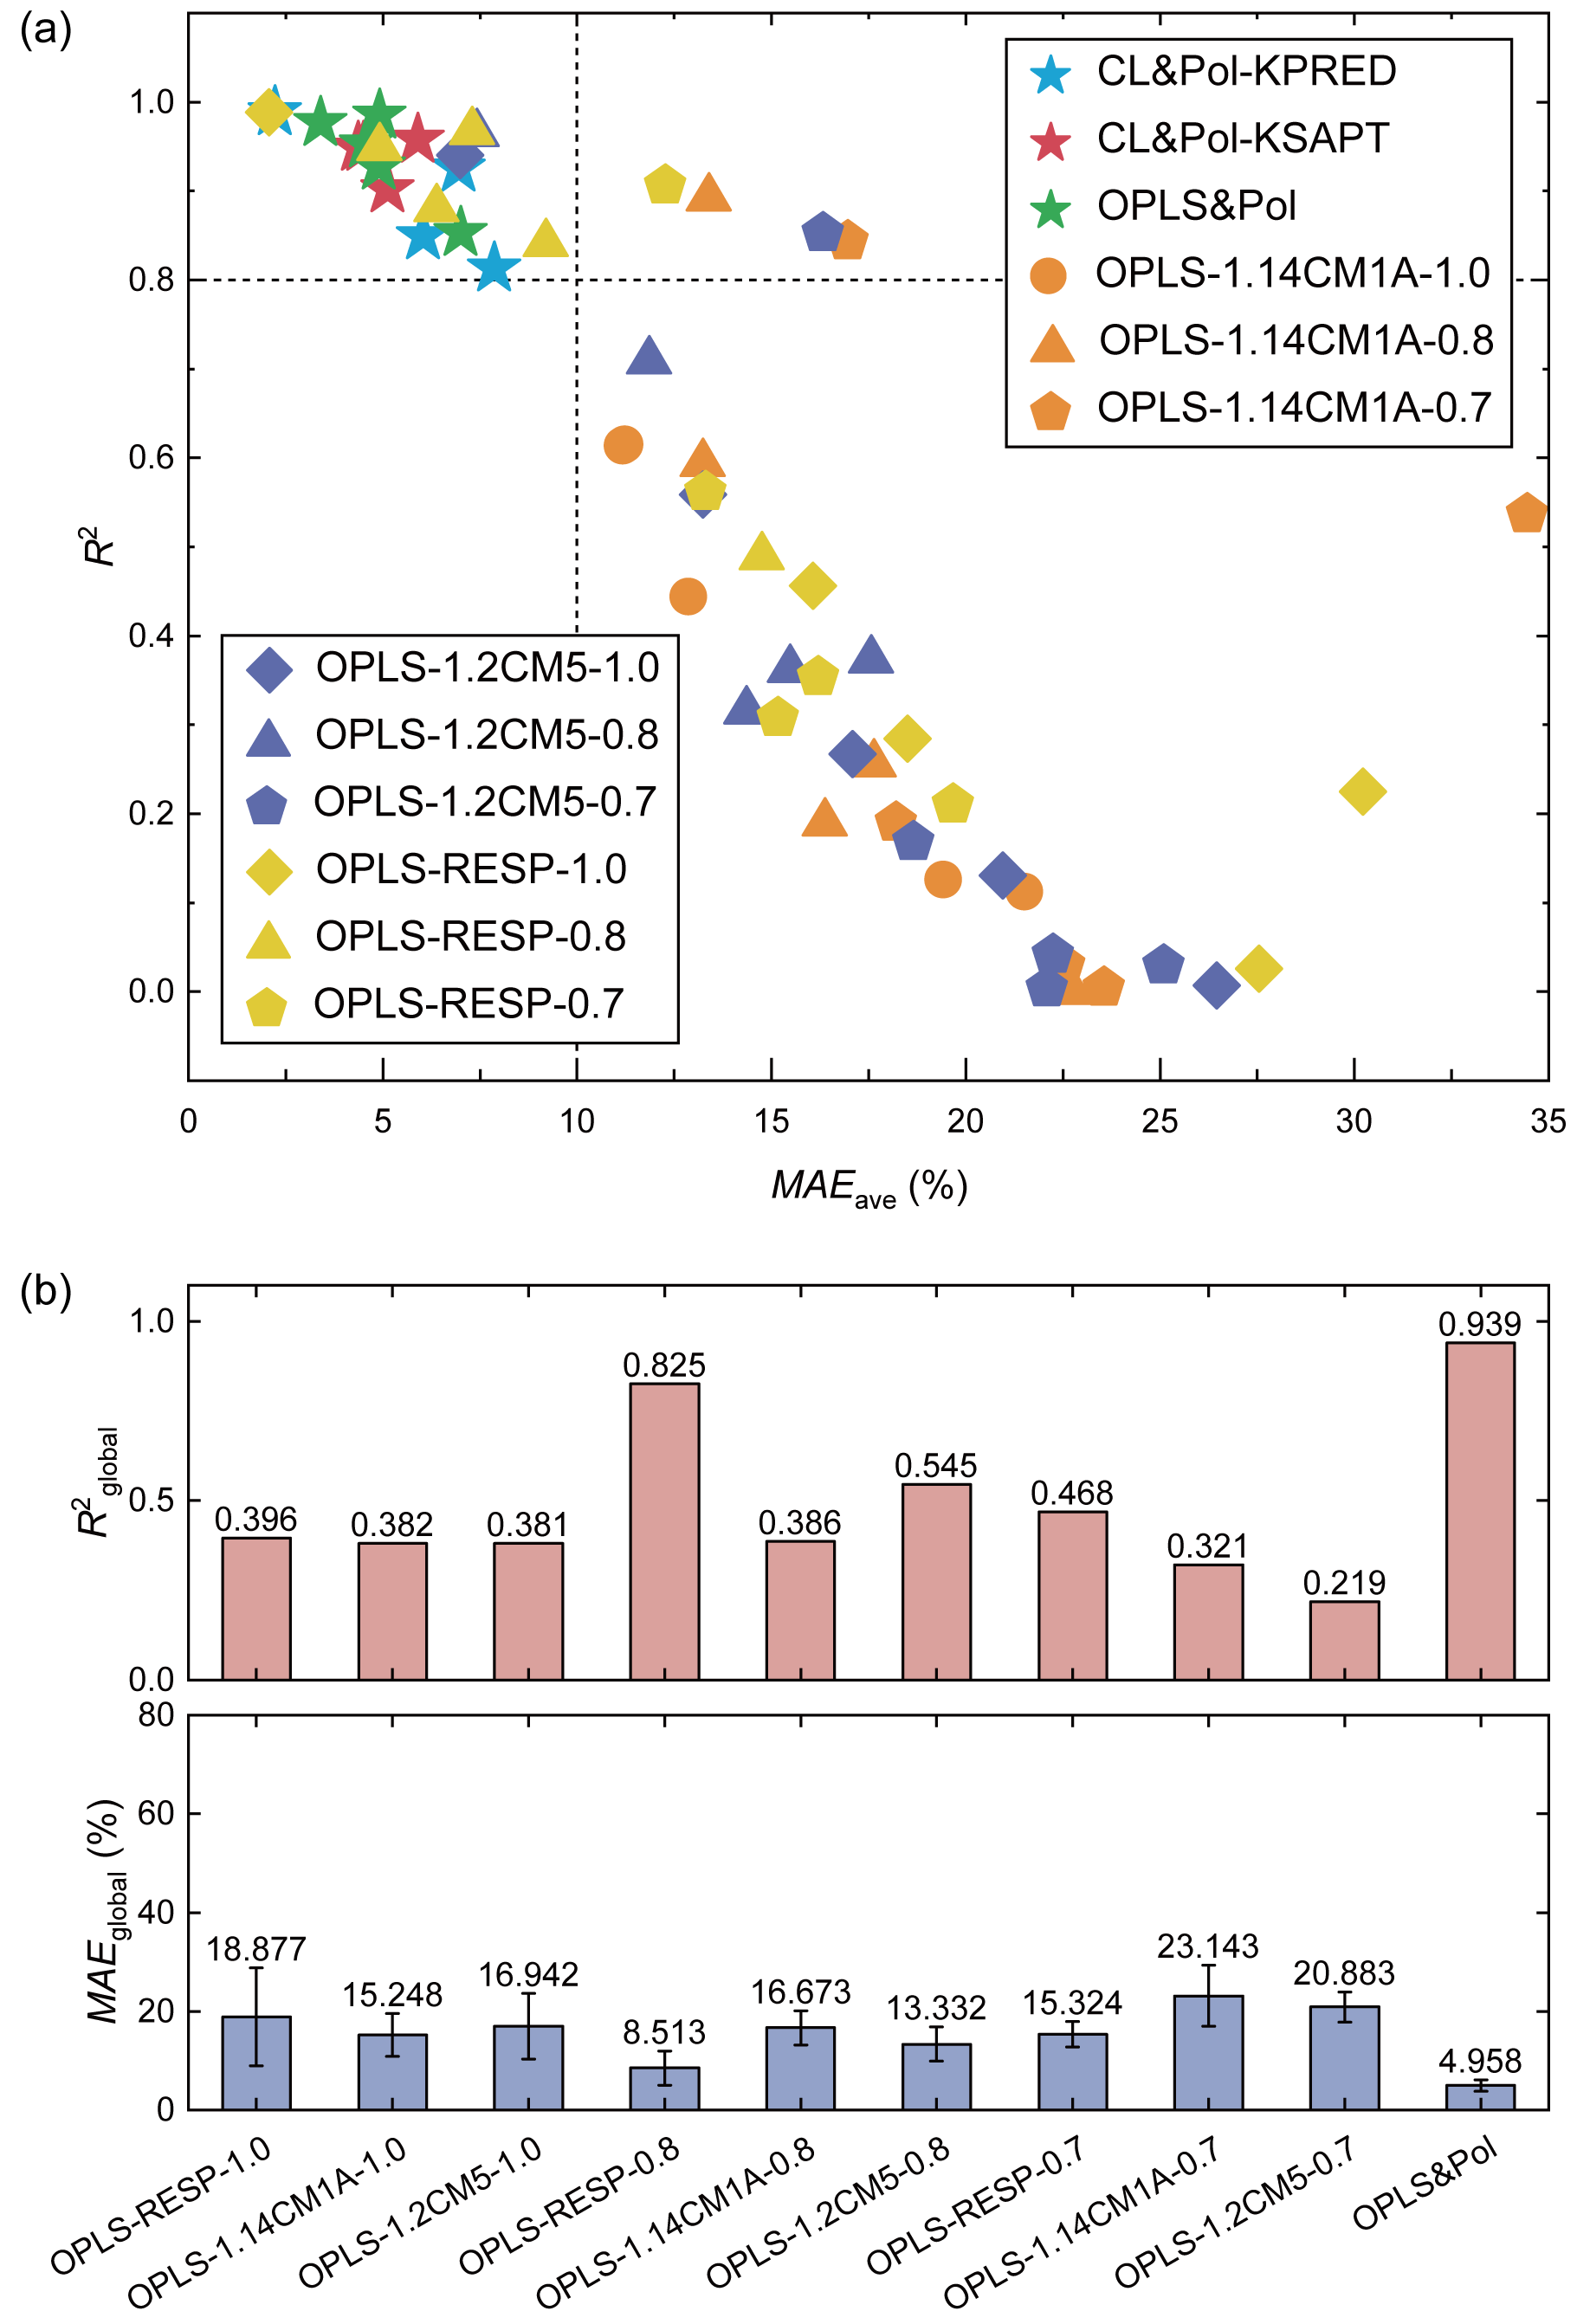 (a)
1.0
0.8
0.6
0.4
0.2
0.0
R²
CL&Pol-KPRED
CL&Pol-KSAPT
OPLS&Pol
OPLS-1.14CM1A-1.0
OPLS-1.14CM1A-0.8
OPLS-1.14CM1A-0.7
OPLS-1.2CM5-1.0
OPLS-1.2CM5-0.8
OPLS-1.2CM5-0.7
OPLS-RESP-1.0
OPLS-RESP-0.8
OPLS-RESP-0.7
0 5 10 15 20 25 30 35
MAEave (%)
(b)
1.0
0.5
0.0
R²global
0.396 0.382 0.381 0.825 0.386 0.545 0.468 0.321 0.219 0.939
80
60
40
20
0
MAEglobal (%)
18.877 15.248 16.942 8.513 16.673 13.332 15.324 23.143 20.883 4.958
OPLS-RESP-1.0
OPLS-1.14CM1A-1.0
OPLS-1.2CM5-1.0
OPLS-RESP-0.8
OPLS-1.14CM1A-0.8
OPLS-1.2CM5-0.8
OPLS-RESP-0.7
OPLS-1.14CM1A-0.7
OPLS-1.2CM5-0.7
OPLS&Pol